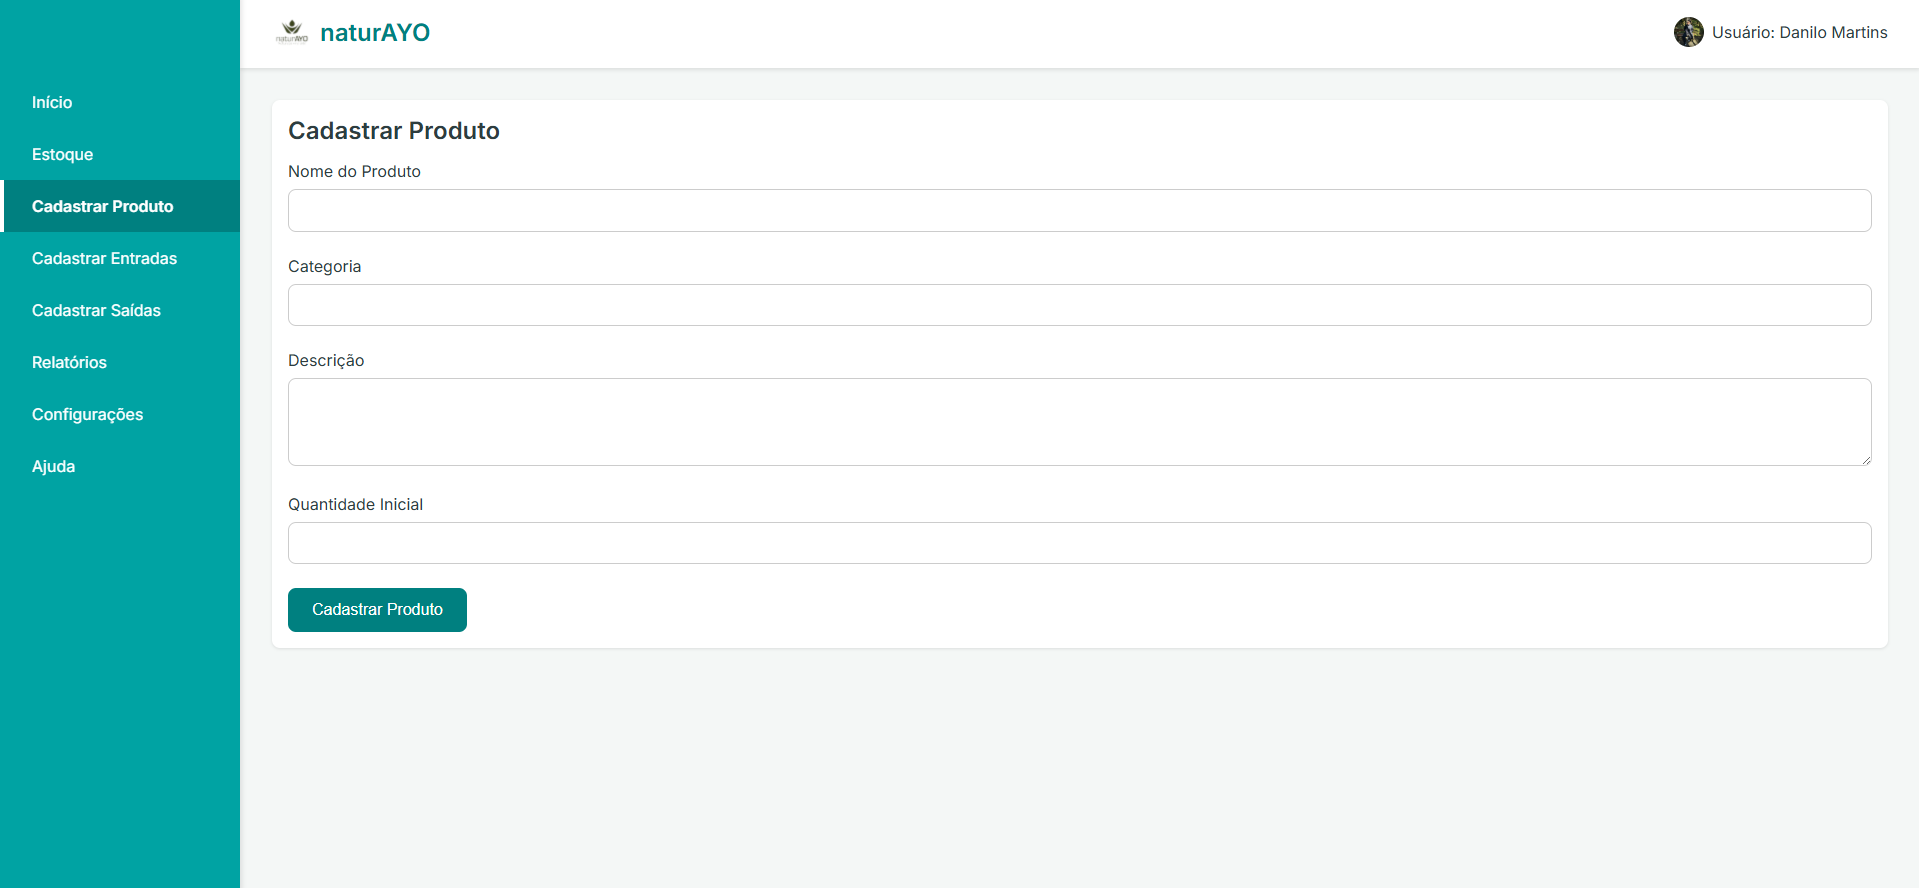 naturAYO
naturAYO
Usuário: Danilo Martins
Início
Estoque
Cadastrar Produto
Cadastrar Entradas
Cadastrar Saídas
Relatórios
Configurações
Ajuda
Cadastrar Produto
Nome do Produto
Categoria
Descrição
Quantidade Inicial
Cadastrar Produto